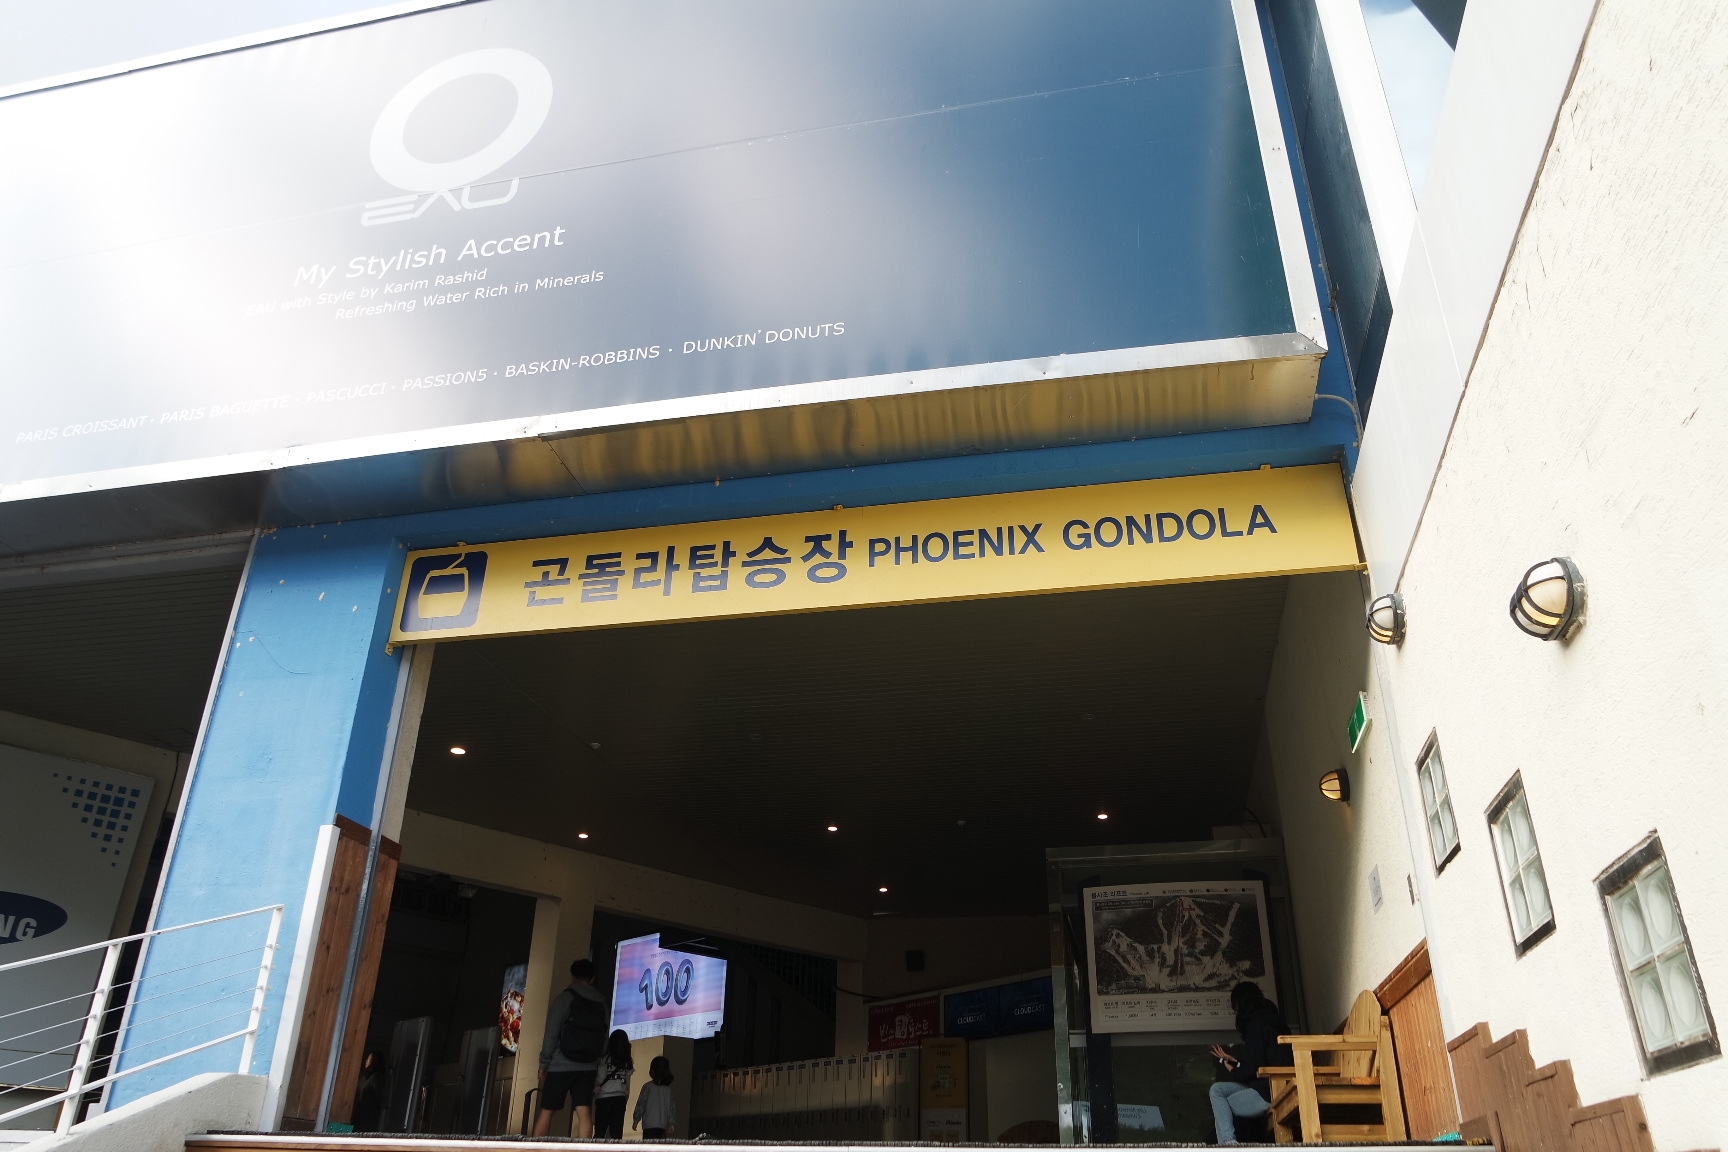 EAU
My Stylish Accent
EAU with Style by Karim Rashid
Refreshing Water Rich in Minerals
PARIS CROISSANT · PARIS BAGUETTE · PASCUCCI · PASSION5 · BASKIN-ROBBINS · DUNKIN' DONUTS
곤돌라탑승장 PHOENIX GONDOLA
NG
100
CLOUDCAST